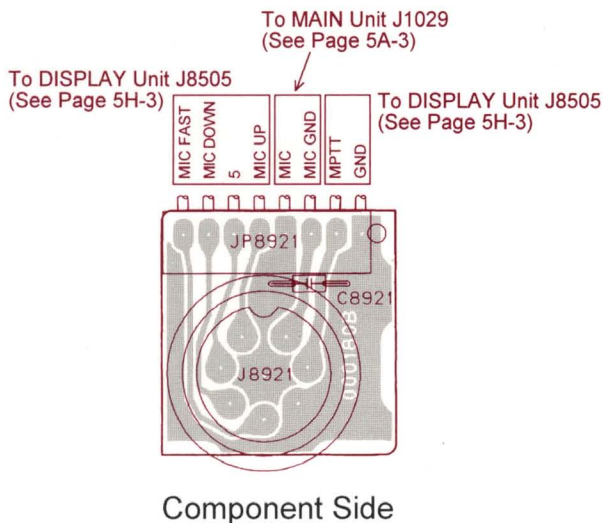 To MAIN Unit J1029
(See Page 5A-3)
To DISPLAY Unit J8505
(See Page 5H-3)
To DISPLAY Unit J8505
(See Page 5H-3)
MIC FAST
MIC DOWN
5
MIC UP
MIC
MIC GND
MPTT
GND
JP8921
C8921
J8921
Component Side